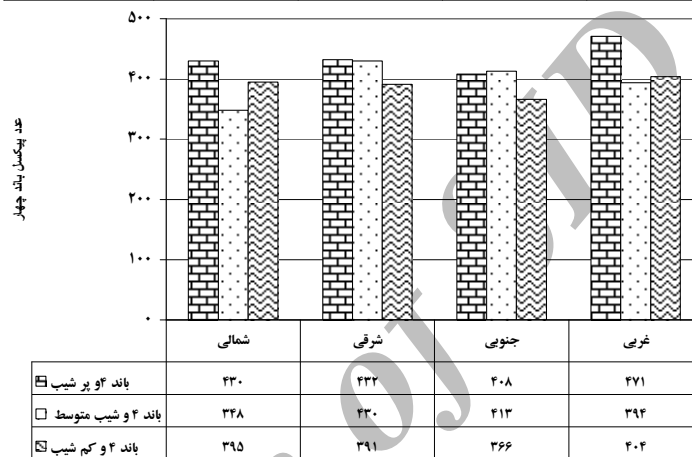 ۵۰۰
۴۰۰
۳۰۰
۲۰۰
۱۰۰
۰
عدد پیکسل باند چهار
شمالی شرقی جنوبی غربی
باند ۴و پر شیب ۴۳۰ ۴۳۲ ۴۰۸ ۴۷۱
باند ۴ و شیب متوسط ۳۴۸ ۴۳۰ ۴۱۳ ۳۹۴
باند ۴ و کم شیب ۳۹۵ ۳۹۱ ۳۶۶ ۴۰۴
of SID